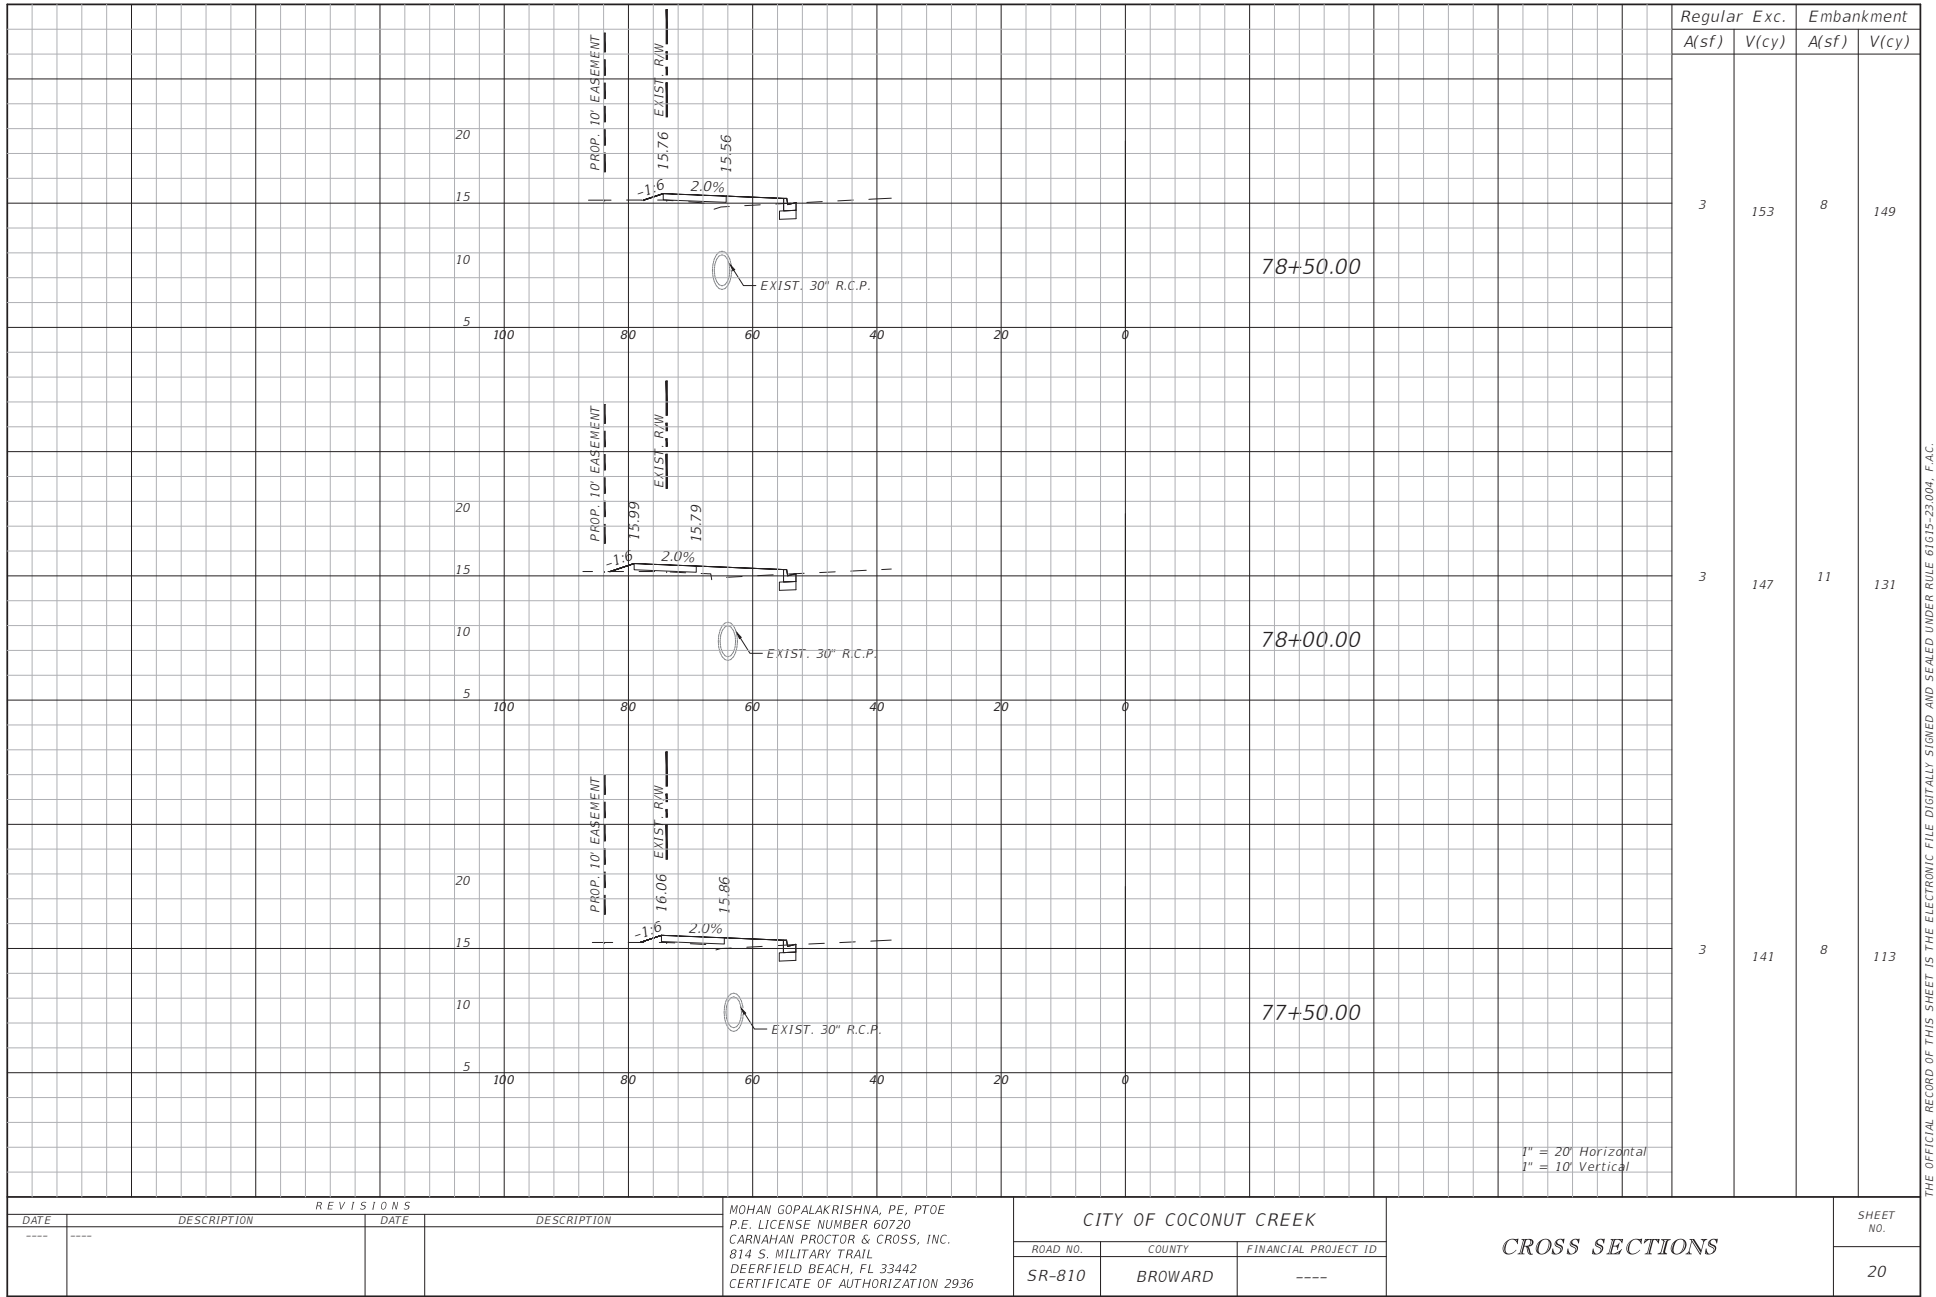 Regular Exc. Embankment
A(sf) V(cy) A(sf) V(cy)
PROP. 10' EASEMENT
EXIST. R/W
15.76
15.56
20
-1:6
2.0%
15
3 153 8 149
10
78+50.00
EXIST. 30" R.C.P.
5
100 80 60 40 20 0
PROP. 10' EASEMENT
EXIST. R/W
15.99
15.79
20
-1:6
2.0%
15
3 147 11 131
10
78+00.00
EXIST. 30" R.C.P.
5
100 80 60 40 20 0
PROP. 10' EASEMENT
EXIST. R/W
16.06
15.86
20
-1:6
2.0%
15
3 141 8 113
10
77+50.00
EXIST. 30" R.C.P.
5
100 80 60 40 20 0
1" = 20' Horizontal
1" = 10' Vertical
THE OFFICIAL RECORD OF THIS SHEET IS THE ELECTRONIC FILE DIGITALLY SIGNED AND SEALED UNDER RULE 61G15-23.004, F.A.C.
REVISIONS
DATE DESCRIPTION DATE DESCRIPTION
---- ----
MOHAN GOPALAKRISHNA, PE, PTOE
P.E. LICENSE NUMBER 60720
CARNAHAN PROCTOR & CROSS, INC.
814 S. MILITARY TRAIL
DEERFIELD BEACH, FL 33442
CERTIFICATE OF AUTHORIZATION 2936
CITY OF COCONUT CREEK
ROAD NO. COUNTY FINANCIAL PROJECT ID
SR-810 BROWARD ----
CROSS SECTIONS
SHEET
NO.
20